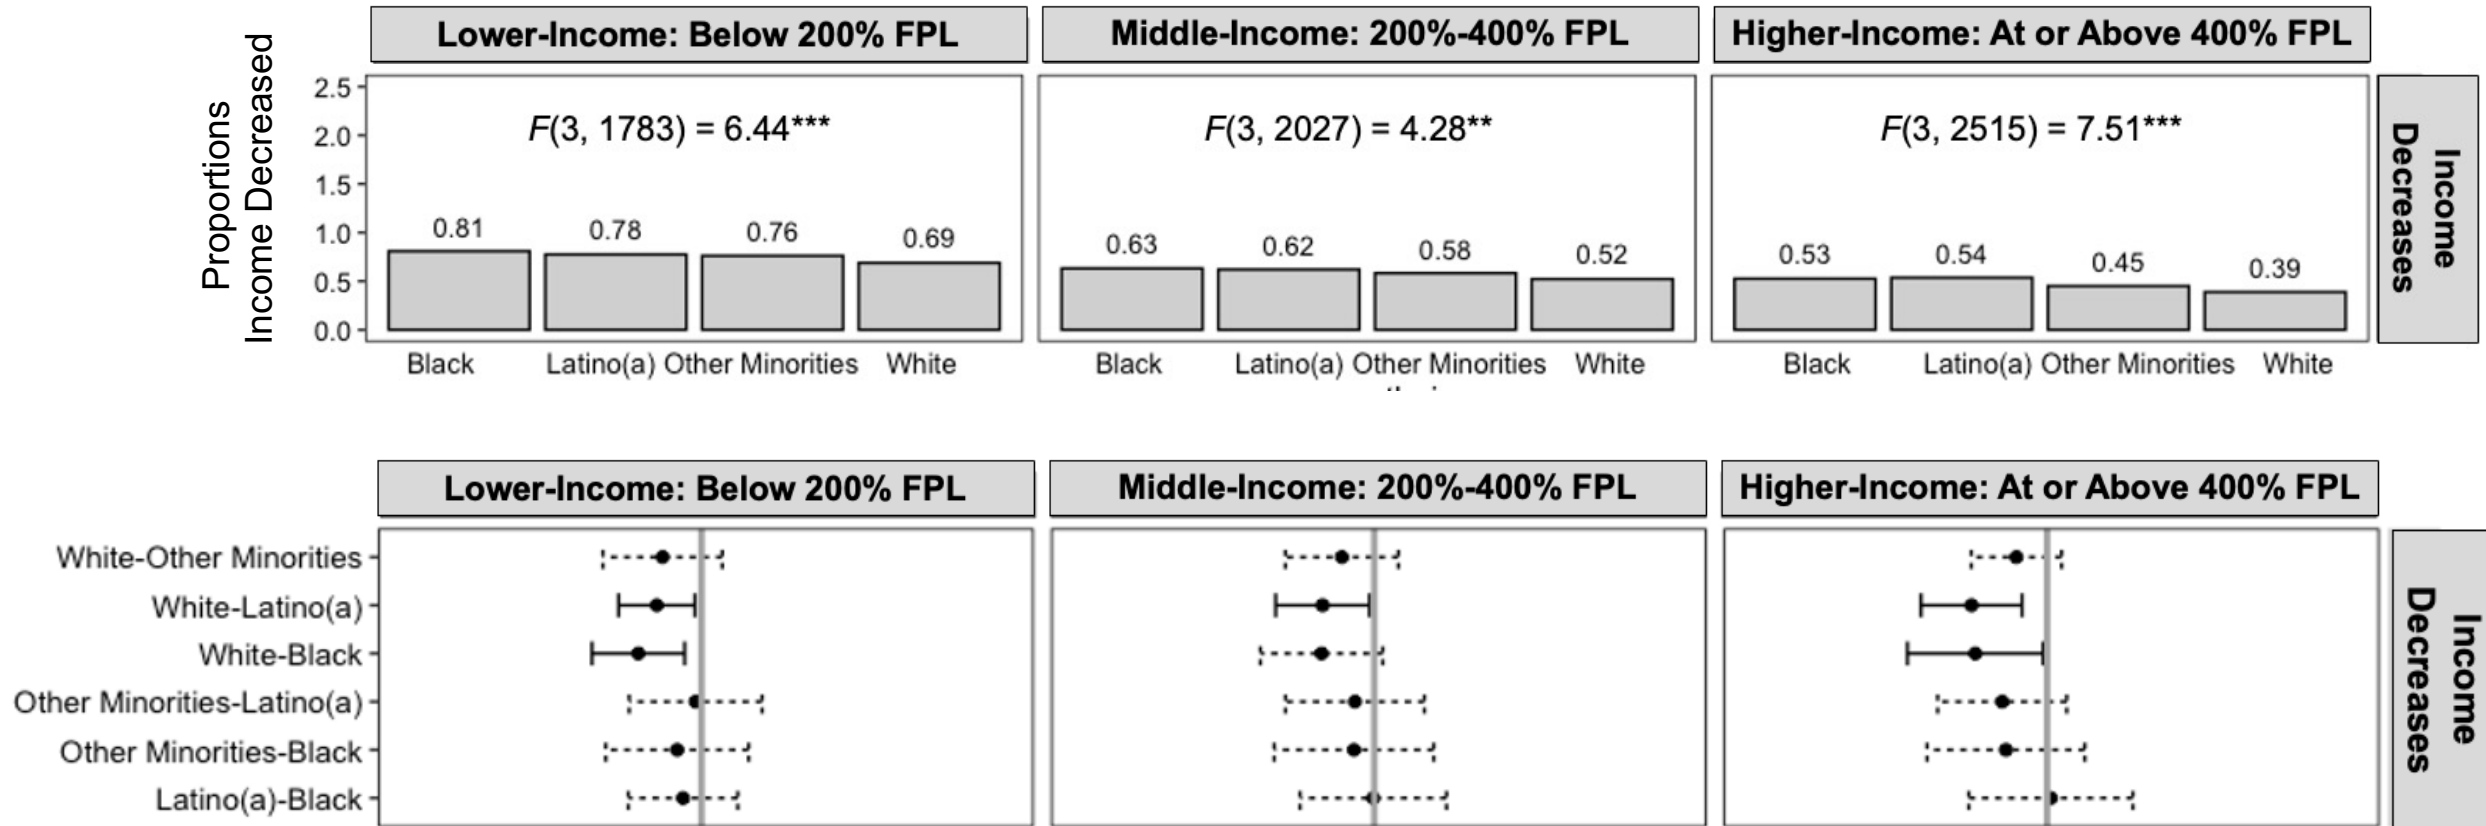 Lower-Income: Below 200% FPL
Middle-Income: 200%-400% FPL
Higher-Income: At or Above 400% FPL
Proportions
Income Decreased
2.5
2.0
1.5
1.0
0.5
0.0
F(3, 1783) = 6.44***
0.81
0.78
0.76
0.69
Black
Latino(a)
Other Minorities
White
F(3, 2027) = 4.28**
0.63
0.62
0.58
0.52
Black
Latino(a)
Other Minorities
White
F(3, 2515) = 7.51***
0.53
0.54
0.45
0.39
Black
Latino(a)
Other Minorities
White
Income
Decreases
Lower-Income: Below 200% FPL
Middle-Income: 200%-400% FPL
Higher-Income: At or Above 400% FPL
White-Other Minorities
White-Latino(a)
White-Black
Other Minorities-Latino(a)
Other Minorities-Black
Latino(a)-Black
Income
Decreases